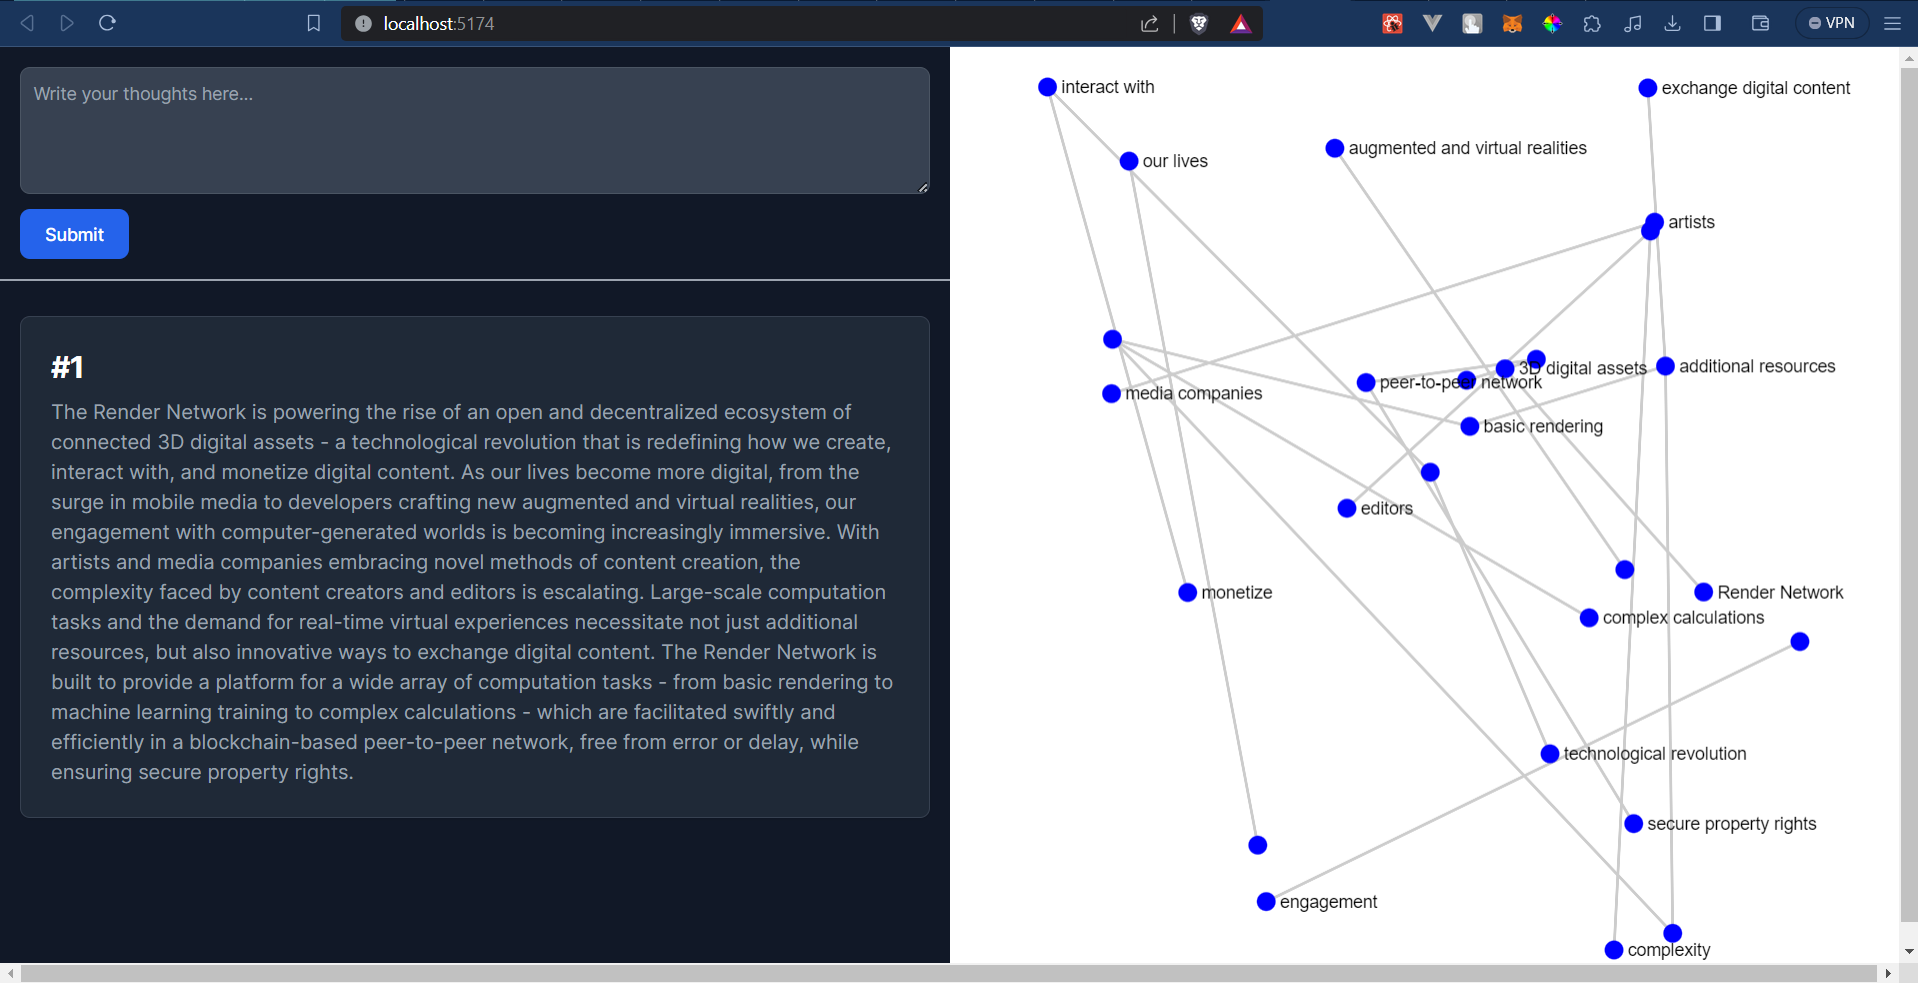 localhost:5174
VPN
Write your thoughts here...
Submit
#1
The Render Network is powering the rise of an open and decentralized ecosystem of
connected 3D digital assets - a technological revolution that is redefining how we create,
interact with, and monetize digital content. As our lives become more digital, from the
surge in mobile media to developers crafting new augmented and virtual realities, our
engagement with computer-generated worlds is becoming increasingly immersive. With
artists and media companies embracing novel methods of content creation, the
complexity faced by content creators and editors is escalating. Large-scale computation
tasks and the demand for real-time virtual experiences necessitate not just additional
resources, but also innovative ways to exchange digital content. The Render Network is
built to provide a platform for a wide array of computation tasks - from basic rendering to
machine learning training to complex calculations - which are facilitated swiftly and
efficiently in a blockchain-based peer-to-peer network, free from error or delay, while
ensuring secure property rights.
interact with
exchange digital content
augmented and virtual realities
our lives
artists
additional resources
3D digital assets
peer-to-peer network
media companies
basic rendering
editors
monetize
Render Network
complex calculations
technological revolution
secure property rights
engagement
complexity